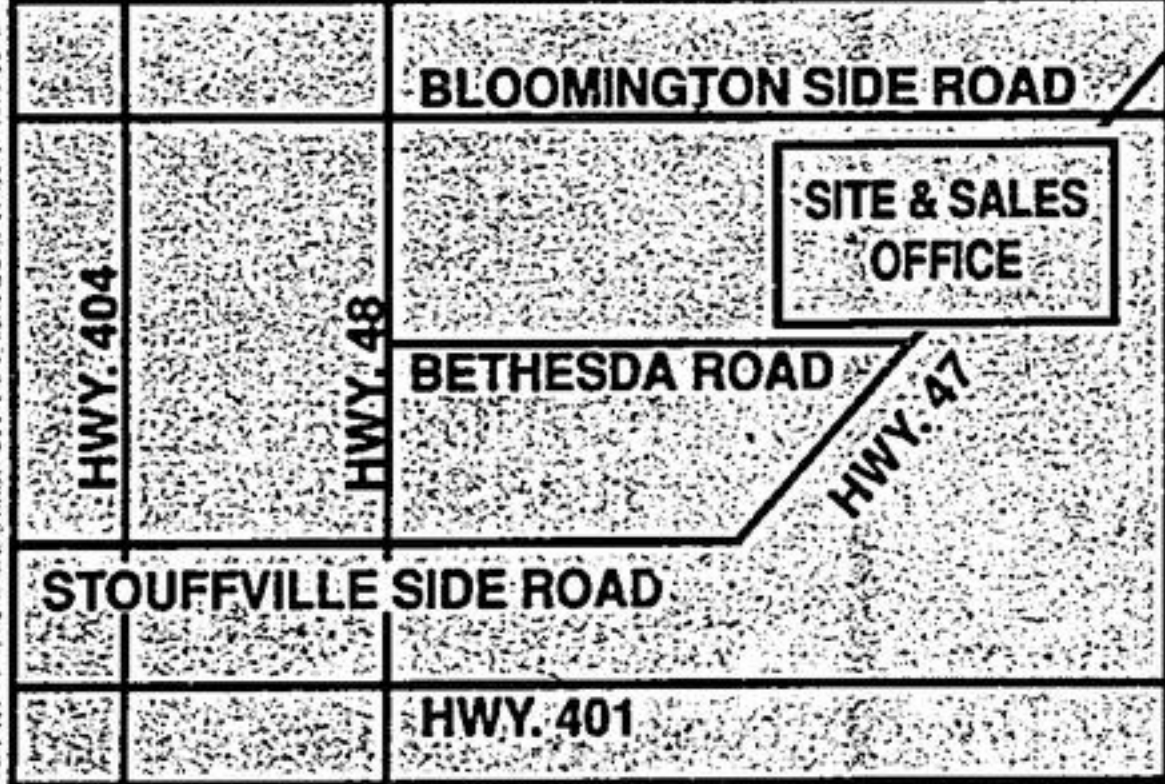 BLOOMINGTON SIDE ROAD
SITE & SALES
OFFICE
HWY. 404
HWY. 48
BETHESDA ROAD
HWY. 47
STOUFFVILLE SIDE ROAD
HWY. 401